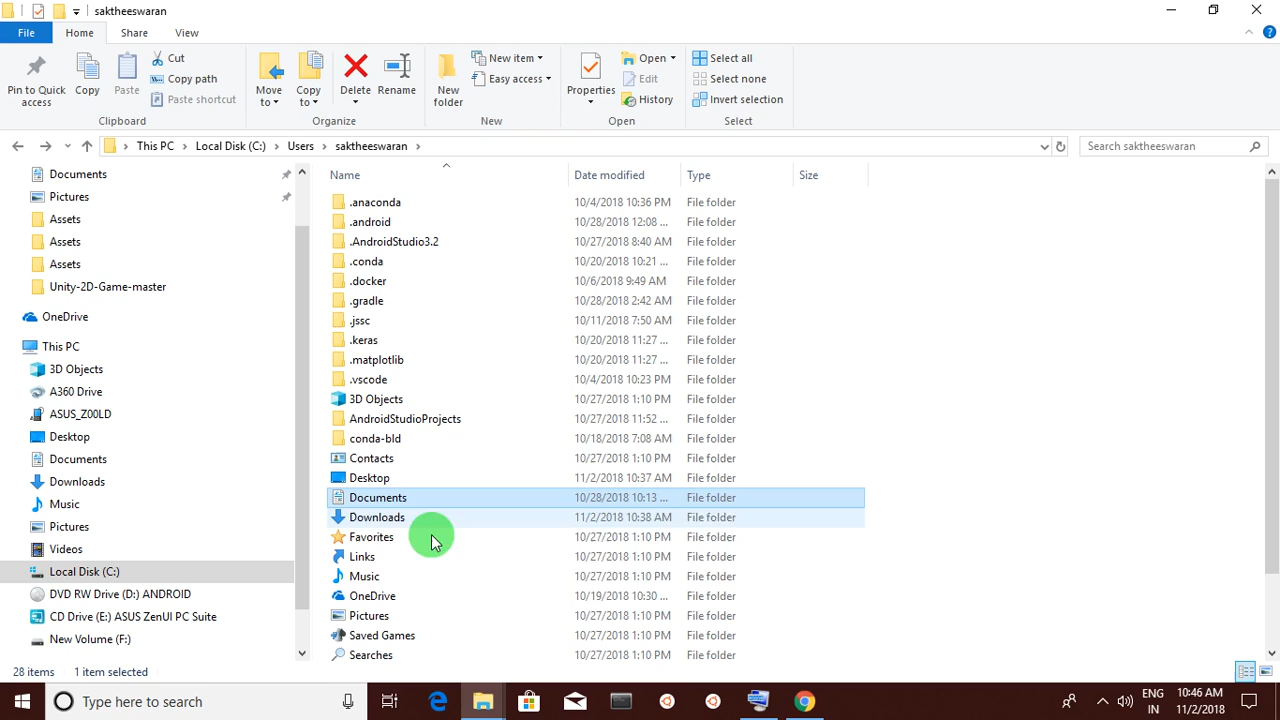 saktheeswaran
File Home Share View
Pin to Quick access
Copy
Paste
Cut
Copy path
Paste shortcut
Clipboard
Move to
Copy to
Delete
Rename
Organize
New folder
New item
Easy access
New
Properties
Open
Edit
History
Open
Select all
Select none
Invert selection
Select
This PC Local Disk (C:) Users saktheeswaran
Search saktheeswaran
Documents
Pictures
Assets
Assets
Assets
Unity-2D-Game-master
OneDrive
This PC
3D Objects
A360 Drive
ASUS_Z00LD
Desktop
Documents
Downloads
Music
Pictures
Videos
Local Disk (C:)
DVD RW Drive (D:) ANDROID
CD Drive (E:) ASUS ZenUI PC Suite
New Volume (F:)
Name Date modified Type Size
.anaconda 10/4/2018 10:36 PM File folder
.android 10/28/2018 12:08 ... File folder
.AndroidStudio3.2 10/27/2018 8:40 AM File folder
.conda 10/20/2018 10:21 ... File folder
.docker 10/6/2018 9:49 AM File folder
.gradle 10/28/2018 2:42 AM File folder
.jssc 10/11/2018 7:50 AM File folder
.keras 10/20/2018 11:27 ... File folder
.matplotlib 10/20/2018 11:27 ... File folder
.vscode 10/4/2018 10:23 PM File folder
3D Objects 10/27/2018 1:10 PM File folder
AndroidStudioProjects 10/27/2018 11:52 ... File folder
conda-bld 10/18/2018 7:08 AM File folder
Contacts 10/27/2018 1:10 PM File folder
Desktop 11/2/2018 10:37 AM File folder
Documents 10/28/2018 10:13 ... File folder
Downloads 11/2/2018 10:38 AM File folder
Favorites 10/27/2018 1:10 PM File folder
Links 10/27/2018 1:10 PM File folder
Music 10/27/2018 1:10 PM File folder
OneDrive 10/19/2018 10:30 ... File folder
Pictures 10/27/2018 1:10 PM File folder
Saved Games 10/27/2018 1:10 PM File folder
Searches 10/27/2018 1:10 PM File folder
28 items 1 item selected
Type here to search
ENG
IN
10:46 AM
11/2/2018